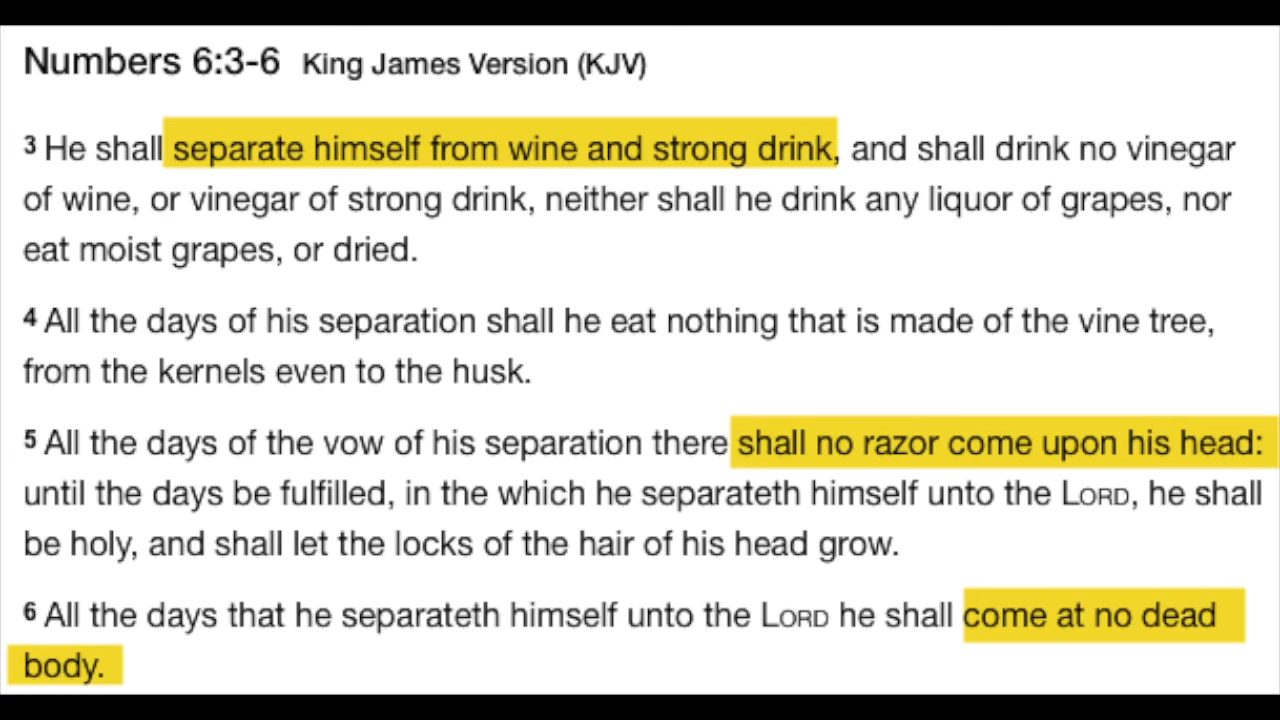 Numbers 6:3-6 King James Version (KJV)
3 He shall separate himself from wine and strong drink, and shall drink no vinegar
of wine, or vinegar of strong drink, neither shall he drink any liquor of grapes, nor
eat moist grapes, or dried.
4 All the days of his separation shall he eat nothing that is made of the vine tree,
from the kernels even to the husk.
5 All the days of the vow of his separation there shall no razor come upon his head:
until the days be fulfilled, in the which he separateth himself unto the LORD, he shall
be holy, and shall let the locks of the hair of his head grow.
6 All the days that he separateth himself unto the LORD he shall come at no dead
body.